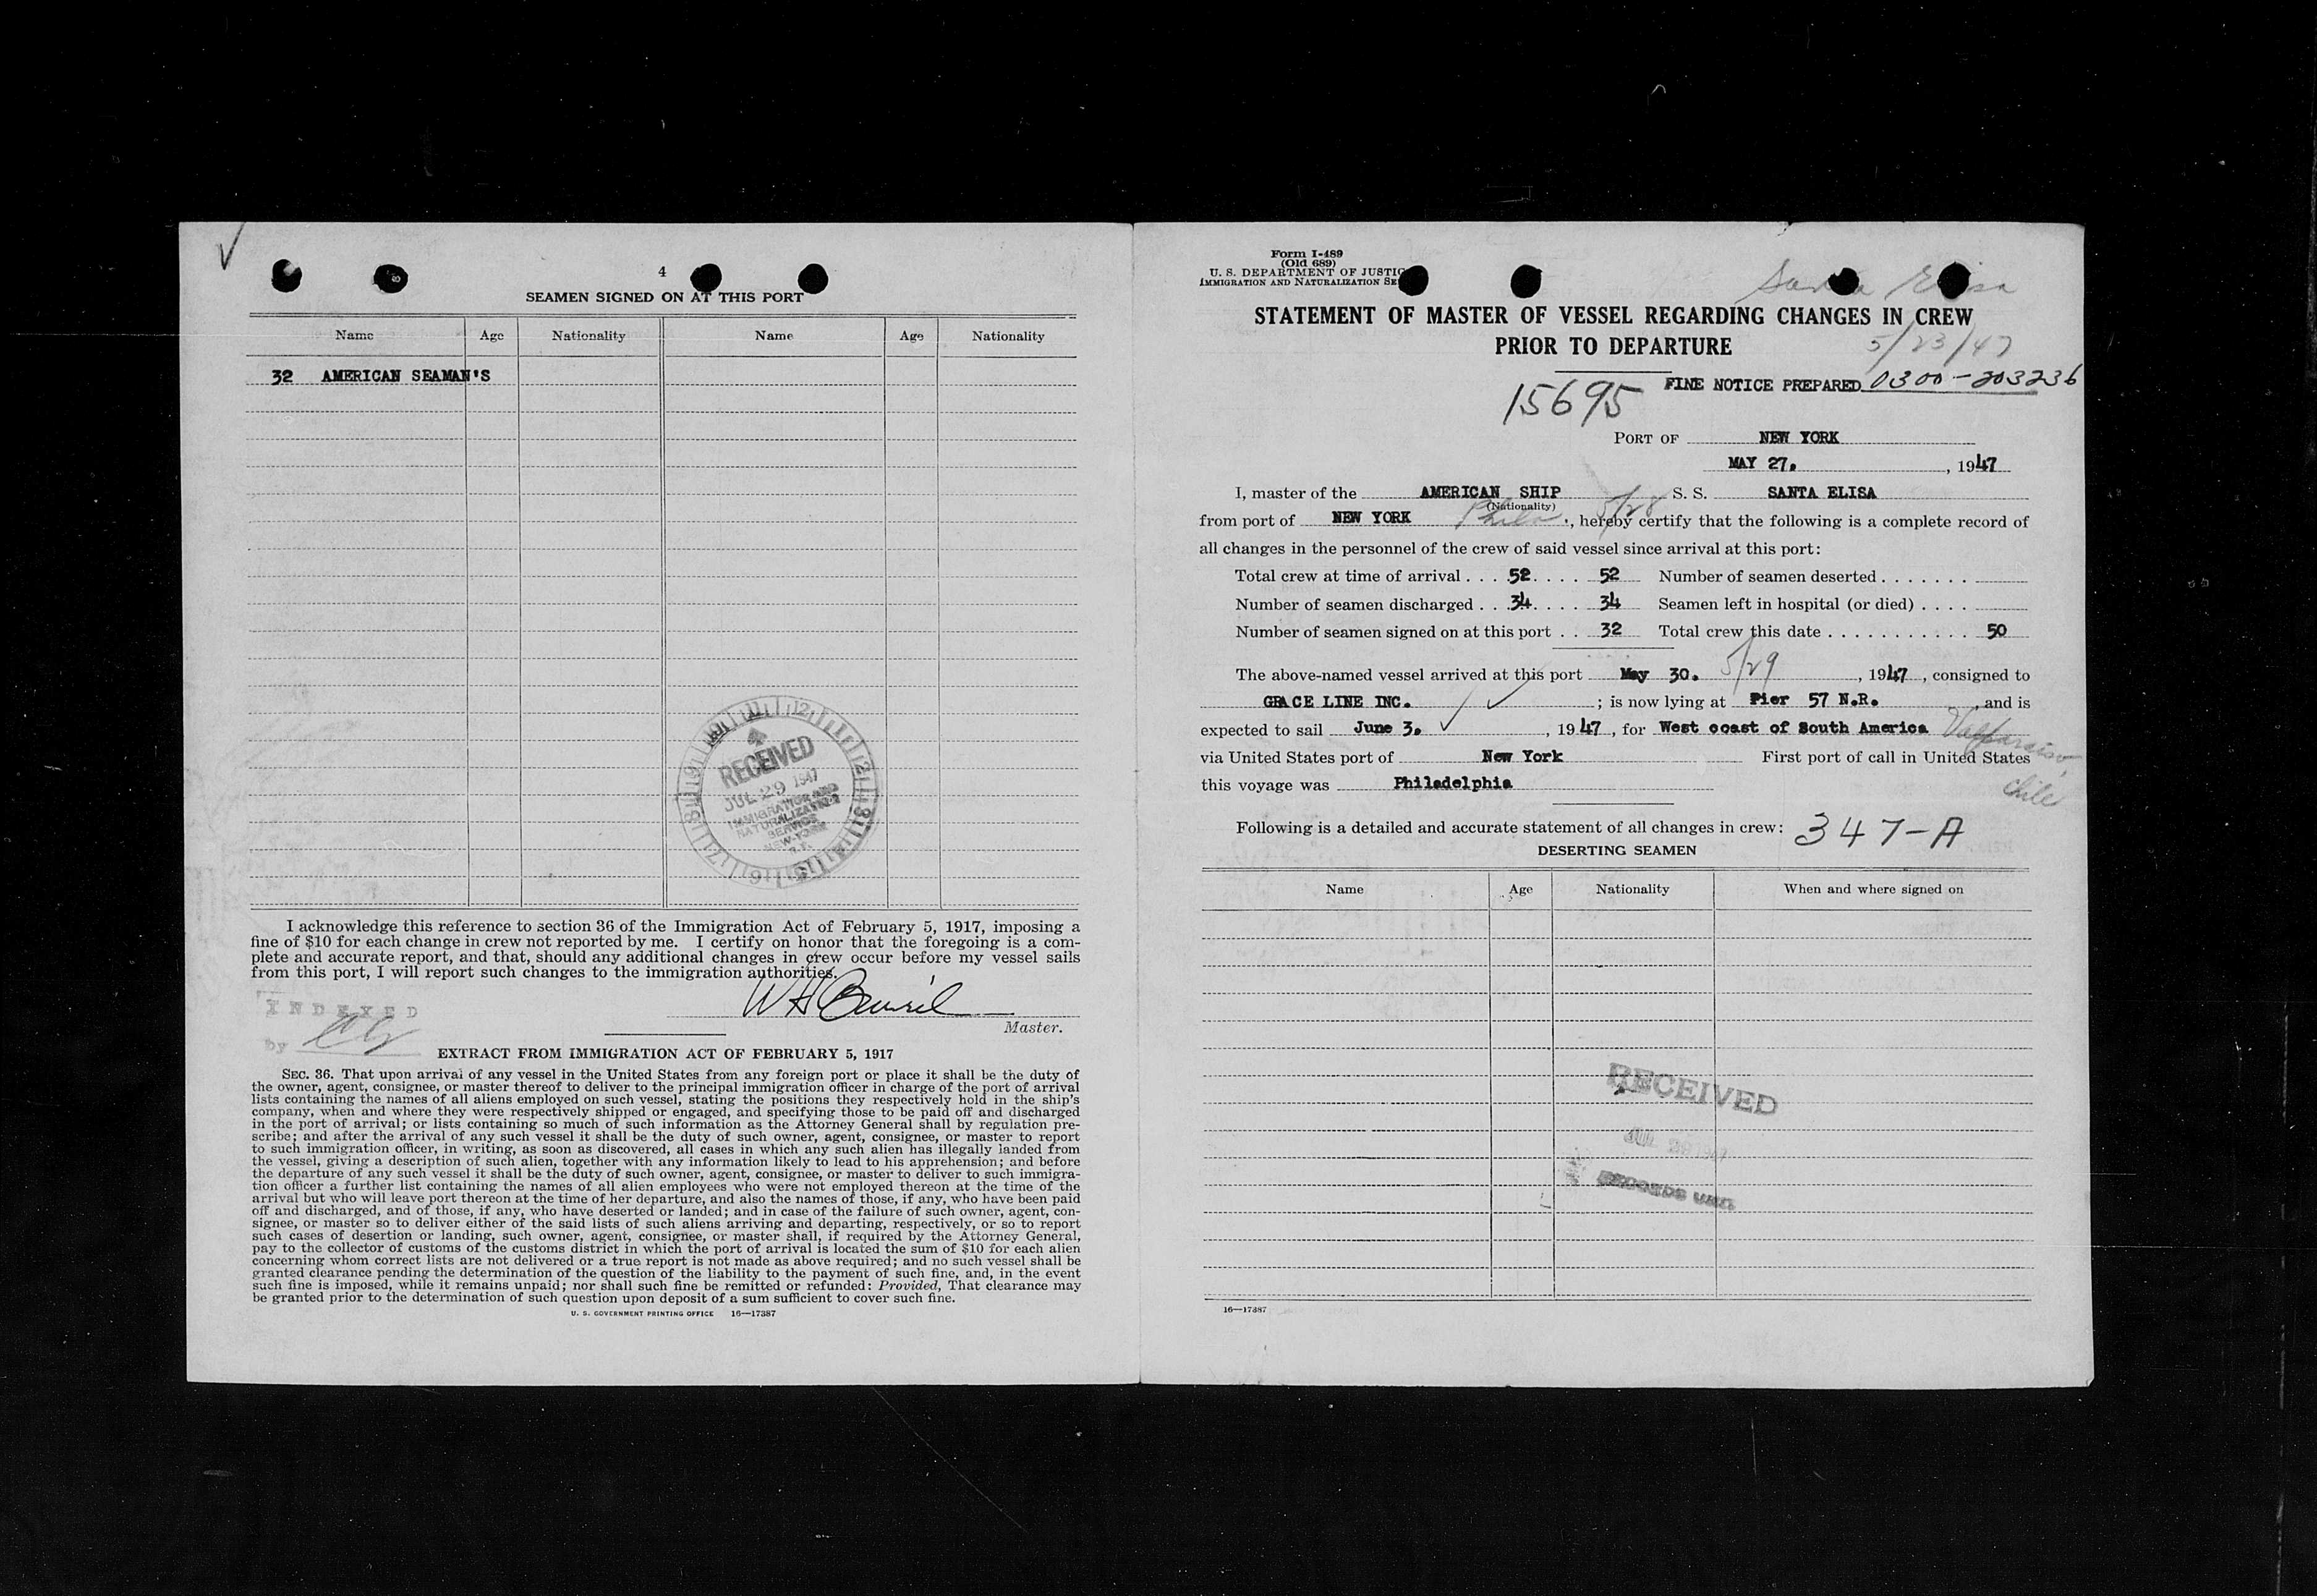 4
SEAMEN SIGNED ON AT THIS PORT
Name Age Nationality Name Age Nationality
32 AMERICAN SEAMAN'S
RECEIVED
JUL 29 1947
IMMIGRATION AND
NATURALIZATION
SERVICE
NEW YORK
I acknowledge this reference to section 36 of the Immigration Act of February 5, 1917, imposing a
fine of $10 for each change in crew not reported by me. I certify on honor that the foregoing is a com-
plete and accurate report, and that, should any additional changes in crew occur before my vessel sails
from this port, I will report such changes to the immigration authorities.
INDEXED
by
Master.
EXTRACT FROM IMMIGRATION ACT OF FEBRUARY 5, 1917
SEC. 36. That upon arrival of any vessel in the United States from any foreign port or place it shall be the duty of
the owner, agent, consignee, or master thereof to deliver to the principal immigration officer in charge of the port of arrival
lists containing the names of all aliens employed on such vessel, stating the positions they respectively hold in the ship's
company, when and where they were respectively shipped or engaged, and specifying those to be paid off and discharged
in the port of arrival; or lists containing so much of such information as the Attorney General shall by regulation pre-
scribe; and after the arrival of any such vessel it shall be the duty of such owner, agent, consignee, or master to report
to such immigration officer, in writing, as soon as discovered, all cases in which any such alien has illegally landed from
the vessel, giving a description of such alien, together with any information likely to lead to his apprehension; and before
the departure of any such vessel it shall be the duty of such owner, agent, consignee, or master to deliver to such immigra-
tion officer a further list containing the names of all alien employees who were not employed thereon at the time of the
arrival but who will leave port thereon at the time of her departure, and also the names of those, if any, who have been paid
off and discharged, and of those, if any, who have deserted or landed; and in case of the failure of such owner, agent, con-
signee, or master so to deliver either of the said lists of such aliens arriving and departing, respectively, or so to report
such cases of desertion or landing, such owner, agent, consignee, or master shall, if required by the Attorney General,
pay to the collector of customs of the customs district in which the port of arrival is located the sum of $10 for each alien
concerning whom correct lists are not delivered or a true report is not made as above required; and no such vessel shall be
granted clearance pending the determination of the question of the liability to the payment of such fine, and, in the event
such fine is imposed, while it remains unpaid; nor shall such fine be remitted or refunded: Provided, That clearance may
be granted prior to the determination of such question upon deposit of a sum sufficient to cover such fine.
U. S. GOVERNMENT PRINTING OFFICE 16—17387
Form I-489
(Old 689)
U. S. DEPARTMENT OF JUSTIC
IMMIGRATION AND NATURALIZATION SE
Santa Elisa
STATEMENT OF MASTER OF VESSEL REGARDING CHANGES IN CREW
PRIOR TO DEPARTURE
5/23/47
FINE NOTICE PREPARED 0300-203236
15695
PORT OF NEW YORK
MAY 27. , 1947
I, master of the AMERICAN SHIP 5/28 S. S. SANTA ELISA
(Nationality)
from port of NEW YORK Phila. , hereby certify that the following is a complete record of
all changes in the personnel of the crew of said vessel since arrival at this port:
Total crew at time of arrival . . . . 52 . . . . 52 Number of seamen deserted . . . . . . .
Number of seamen discharged . . . 34 . . . . 34 Seamen left in hospital (or died) . . . .
Number of seamen signed on at this port . . 32 Total crew this date . . . . . . . . . . . 50
The above-named vessel arrived at this port May 30. 5/29 , 1947 , consigned to
GRACE LINE INC. ; is now lying at Pier 57 N.R. , and is
expected to sail June 3. , 1947 , for West coast of South America Valparaiso
via United States port of New York First port of call in United States
this voyage was Philadelphia Chile
Following is a detailed and accurate statement of all changes in crew: 347-A
DESERTING SEAMEN
Name Age Nationality When and where signed on
RECEIVED
JUL 29 1947
RECORDS UNIT
16—17387